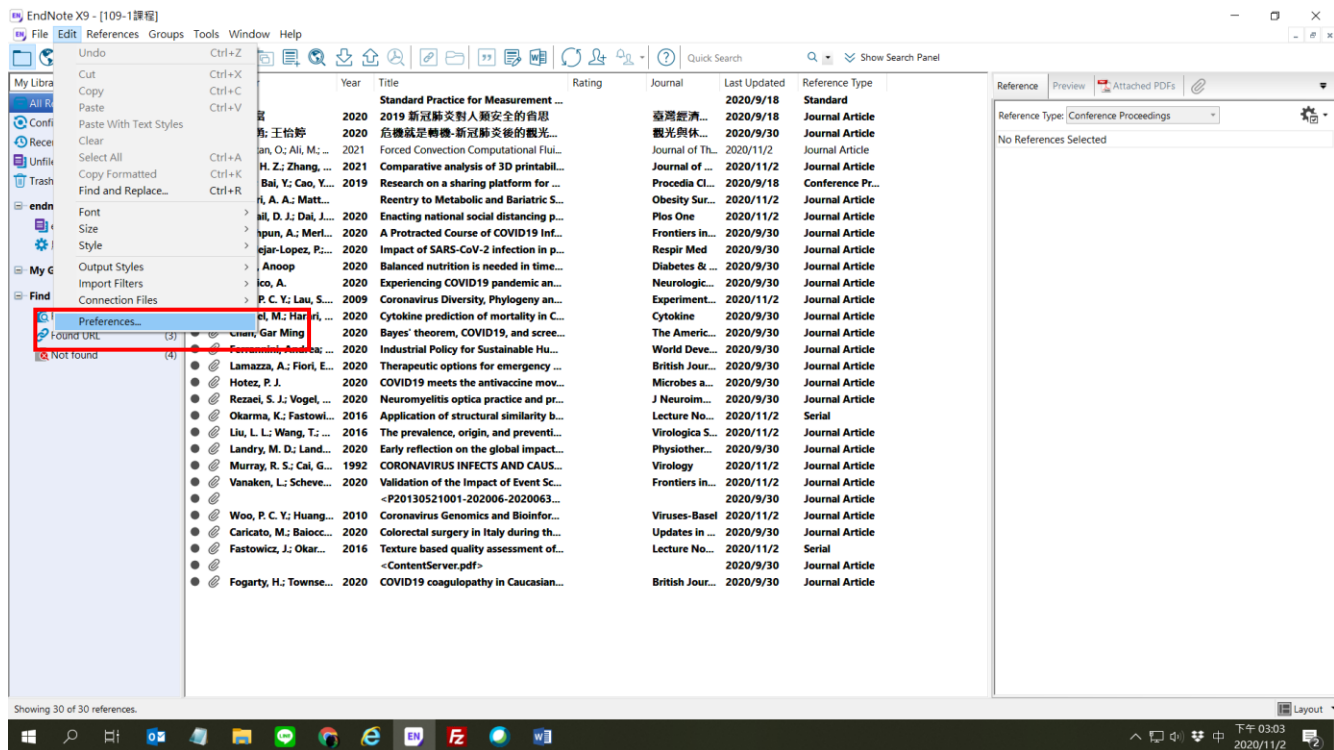 EndNote X9 - [109-1課程]
File Edit References Groups Tools Window Help
Quick Search Show Search Panel
Undo Ctrl+Z
Cut Ctrl+X
Copy Ctrl+C
Paste Ctrl+V
Paste With Text Styles
Clear
Select All Ctrl+A
Copy Formatted Ctrl+K
Find and Replace... Ctrl+R
Font
Size
Style
Output Styles
Import Filters
Connection Files
Preferences...
My Libra
All Re
Confi
Recer
Unfile
Trash
endn
My G
Find
Found URL (3)
Not found (4)
Year Title Rating Journal Last Updated Reference Type
Standard Practice for Measurement ... 2020/9/18 Standard
2020 2019 新冠肺炎對人類安全的省思 臺灣經濟... 2020/9/18 Journal Article
; 王怡婷 2020 危機就是轉機-新冠肺炎後的觀光... 觀光與休... 2020/9/30 Journal Article
an, O.; Ali, M.; ... 2021 Forced Convection Computational Flui... Journal of Th... 2020/11/2 Journal Article
H. Z.; Zhang, ... 2021 Comparative analysis of 3D printabil... Journal of ... 2020/11/2 Journal Article
Bai, Y.; Cao, Y.... 2019 Research on a sharing platform for ... Procedia CI... 2020/9/18 Conference Pr...
ri, A. A.; Matt... Reentry to Metabolic and Bariatric S... Obesity Sur... 2020/11/2 Journal Article
ail, D. J.; Dai, J.... 2020 Enacting national social distancing p... Plos One 2020/11/2 Journal Article
npun, A.; Merl... 2020 A Protracted Course of COVID19 Inf... Frontiers in... 2020/9/30 Journal Article
ejar-Lopez, P.;... 2020 Impact of SARS-CoV-2 infection in p... Respir Med 2020/9/30 Journal Article
, Anoop 2020 Balanced nutrition is needed in time... Diabetes & ... 2020/9/30 Journal Article
ico, A. 2020 Experiencing COVID19 pandemic an... Neurologic... 2020/9/30 Journal Article
P. C. Y.; Lau, S.... 2009 Coronavirus Diversity, Phylogeny an... Experiment... 2020/11/2 Journal Article
el, M.; Harari, ... 2020 Cytokine prediction of mortality in C... Cytokine 2020/9/30 Journal Article
Chan, Gar Ming 2020 Bayes' theorem, COVID19, and scree... The Americ... 2020/9/30 Journal Article
Ferrannini, Andrea; ... 2020 Industrial Policy for Sustainable Hu... World Deve... 2020/9/30 Journal Article
Lamazza, A.; Fiori, E... 2020 Therapeutic options for emergency ... British Jour... 2020/9/30 Journal Article
Hotez, P. J. 2020 COVID19 meets the antivaccine mov... Microbes a... 2020/9/30 Journal Article
Rezaei, S. J.; Vogel, ... 2020 Neuromyelitis optica practice and pr... J Neuroim... 2020/9/30 Journal Article
Okarma, K.; Fastowi... 2016 Application of structural similarity b... Lecture No... 2020/11/2 Serial
Liu, L. L.; Wang, T.; ... 2016 The prevalence, origin, and preventi... Virologica S... 2020/11/2 Journal Article
Landry, M. D.; Land... 2020 Early reflection on the global impact... Physiother... 2020/9/30 Journal Article
Murray, R. S.; Cai, G... 1992 CORONAVIRUS INFECTS AND CAUS... Virology 2020/11/2 Journal Article
Vanaken, L.; Scheve... 2020 Validation of the Impact of Event Sc... Frontiers in... 2020/11/2 Journal Article
<P20130521001-202006-2020063... 2020/9/30 Journal Article
Woo, P. C. Y.; Huang... 2010 Coronavirus Genomics and Bioinfor... Viruses-Basel 2020/11/2 Journal Article
Caricato, M.; Baiocc... 2020 Colorectal surgery in Italy during th... Updates in ... 2020/9/30 Journal Article
Fastowicz, J.; Okar... 2016 Texture based quality assessment of... Lecture No... 2020/11/2 Serial
<ContentServer.pdf> 2020/9/30 Journal Article
Fogarty, H.; Townse... 2020 COVID19 coagulopathy in Caucasian... British Jour... 2020/9/30 Journal Article
Reference Preview Attached PDFs
Reference Type: Conference Proceedings
No References Selected
Showing 30 of 30 references. Layout
中 下午 03:03
2020/11/2